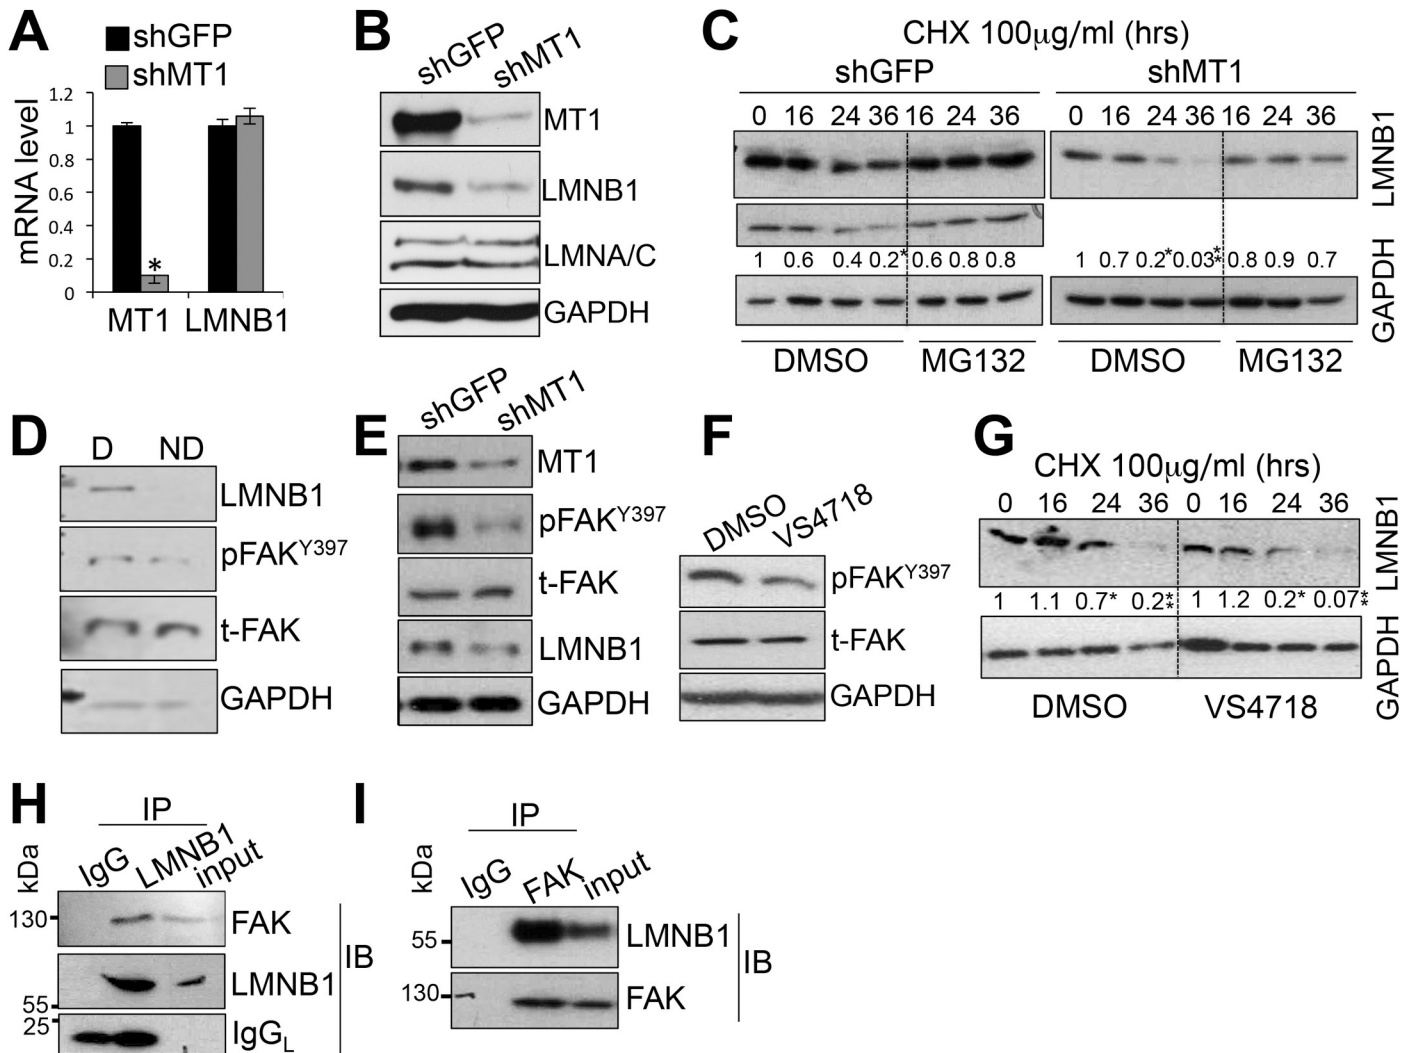 A
shGFP
shMT1
mRNA level
1.2
1
0.8
0.6
0.4
0.2
0
*
MT1 LMNB1
B
shGFP shMT1
MT1
LMNB1
LMNA/C
GAPDH
C
CHX 100µg/ml (hrs)
shGFP shMT1
0 16 24 36 16 24 36 0 16 24 36 16 24 36
LMNB1
1 0.6 0.4 0.2* 0.6 0.8 0.8 1 0.7 0.2* 0.03** 0.8 0.9 0.7
GAPDH
DMSO MG132 DMSO MG132
D
D ND
LMNB1
pFAKY397
t-FAK
GAPDH
E
shGFP shMT1
MT1
pFAKY397
t-FAK
LMNB1
GAPDH
F
DMSO VS4718
pFAKY397
t-FAK
GAPDH
G
CHX 100µg/ml (hrs)
0 16 24 36 0 16 24 36
LMNB1
1 1.1 0.7* 0.2** 1 1.2 0.2* 0.07**
GAPDH
DMSO VS4718
H
IP
kDa
IgG LMNB1 input
130 FAK
LMNB1
55
25
IgGL
IB
I
IP
kDa
IgG FAK input
55 LMNB1
130 FAK
IB